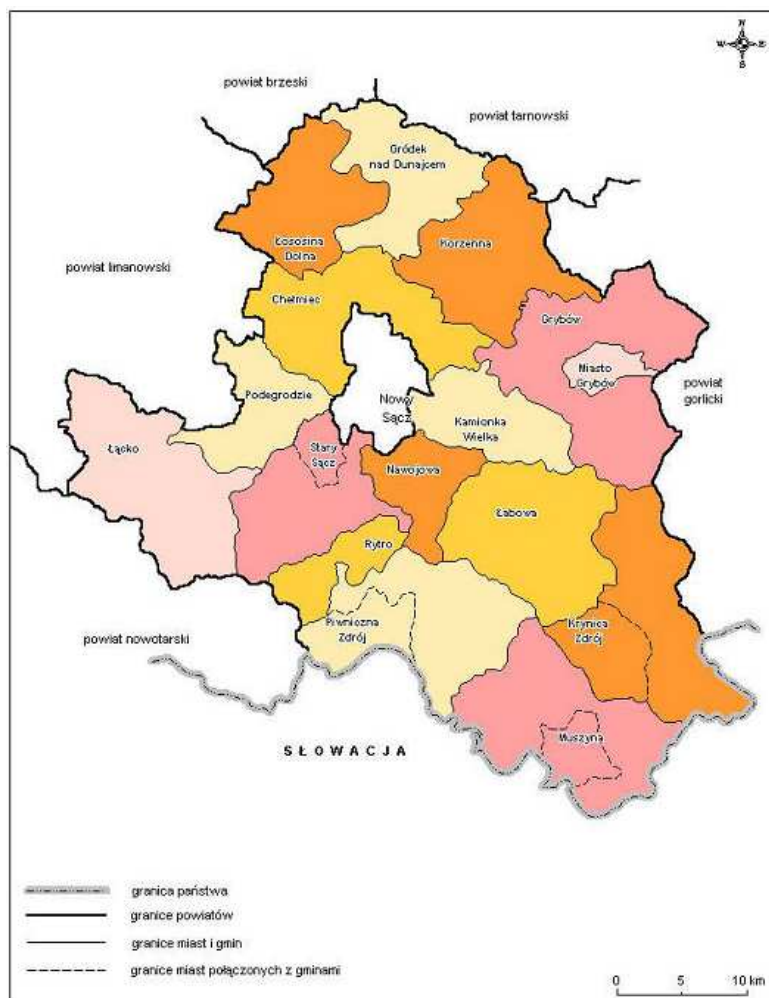 N
W E
S
powiat brzeski
powiat tarnowski
Gródek
nad Dunajcem
Łososina
Dolna
Korzenna
powiat limanowski
Chełmiec
Grybów
Miasto
Grybów
powiat
gorlicki
Podegrodzie
Nowy
Sącz
Kamionka
Wielka
Stary
Sącz
Łącko
Nawojowa
Łabowa
Rytro
Piwniczna
Zdrój
Krynica
Zdrój
powiat nowotarski
Muszyna
SŁOWACJA
granica państwa
granice powiatów
granice miast i gmin
granice miast połączonych z gminami
0 5 10 km